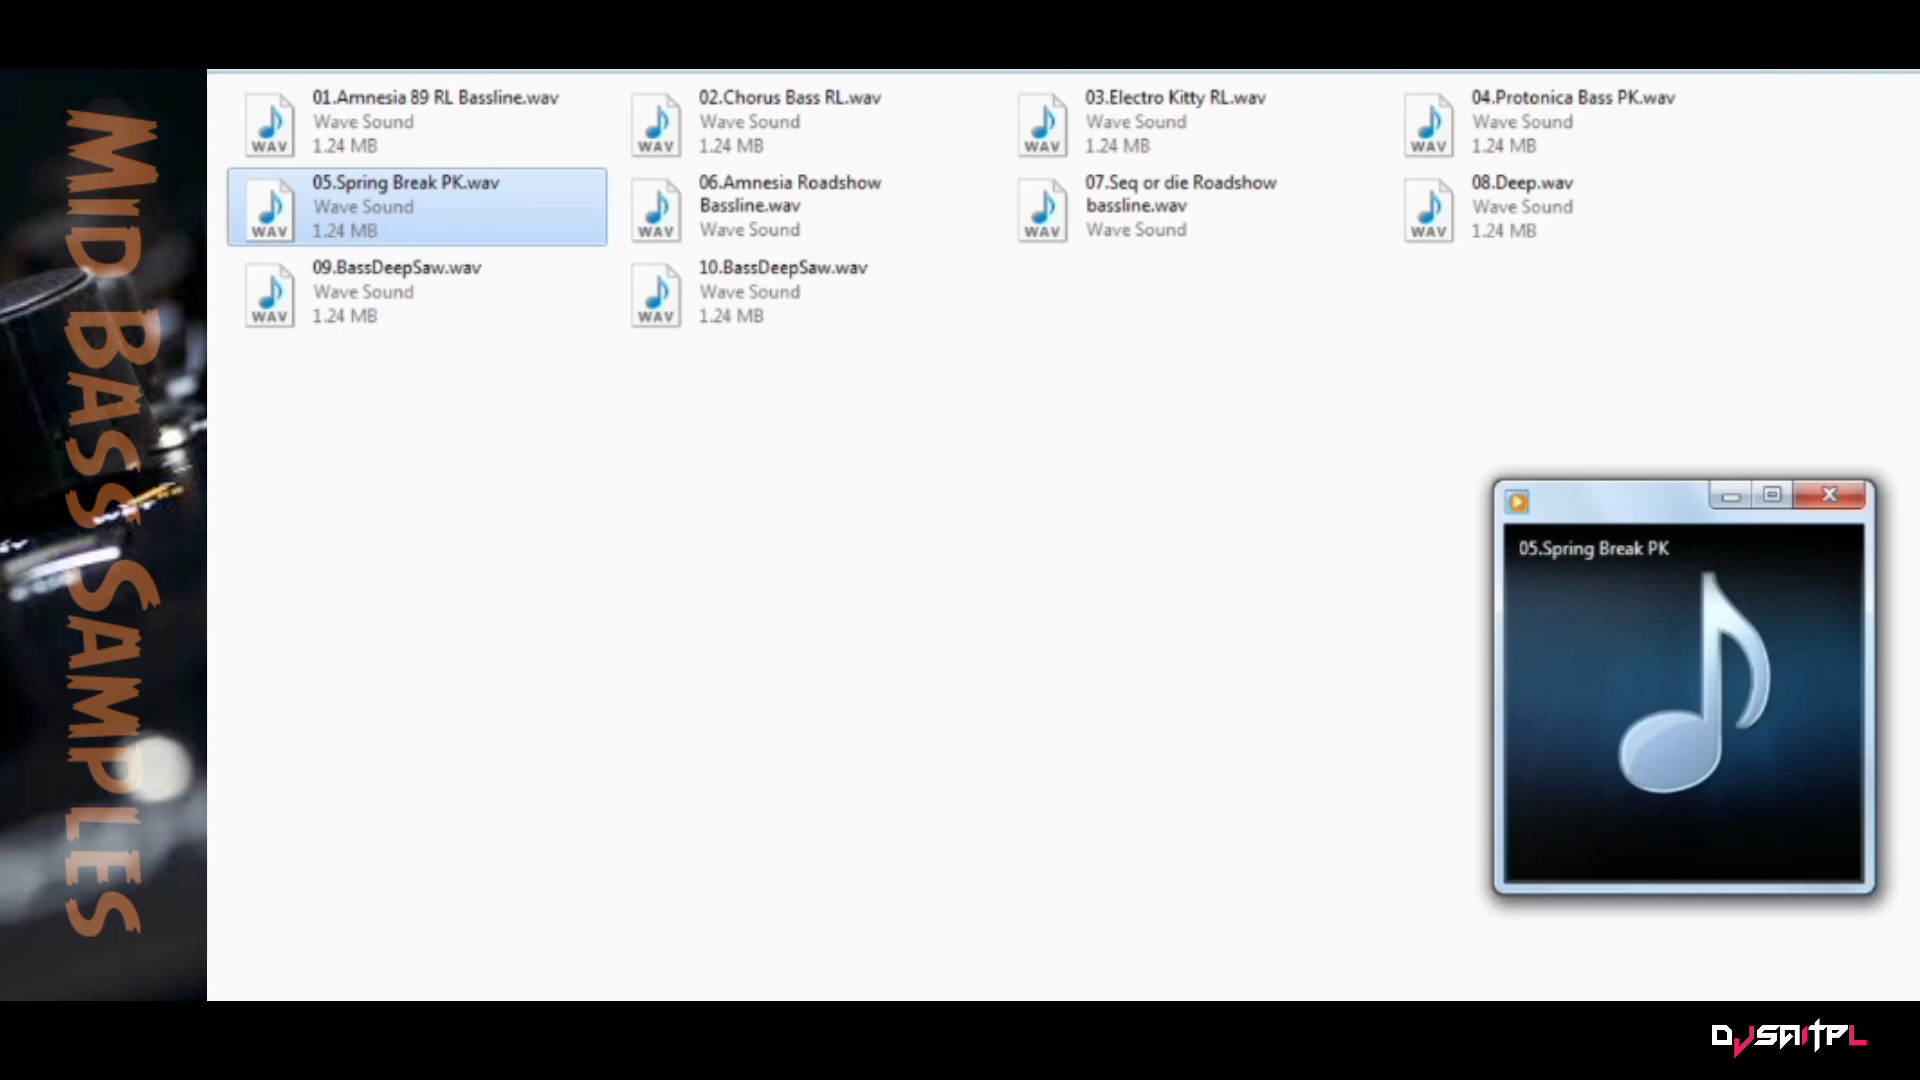 MID BASS SAMPLES
01.Amnesia 89 RL Bassline.wav
Wave Sound
1.24 MB
WAV
02.Chorus Bass RL.wav
Wave Sound
1.24 MB
WAV
03.Electro Kitty RL.wav
Wave Sound
1.24 MB
WAV
04.Protonica Bass PK.wav
Wave Sound
1.24 MB
WAV
05.Spring Break PK.wav
Wave Sound
1.24 MB
WAV
06.Amnesia Roadshow
Bassline.wav
Wave Sound
WAV
07.Seq or die Roadshow
bassline.wav
Wave Sound
WAV
08.Deep.wav
Wave Sound
1.24 MB
WAV
09.BassDeepSaw.wav
Wave Sound
1.24 MB
WAV
10.BassDeepSaw.wav
Wave Sound
1.24 MB
WAV
05.Spring Break PK
DJSAITPL